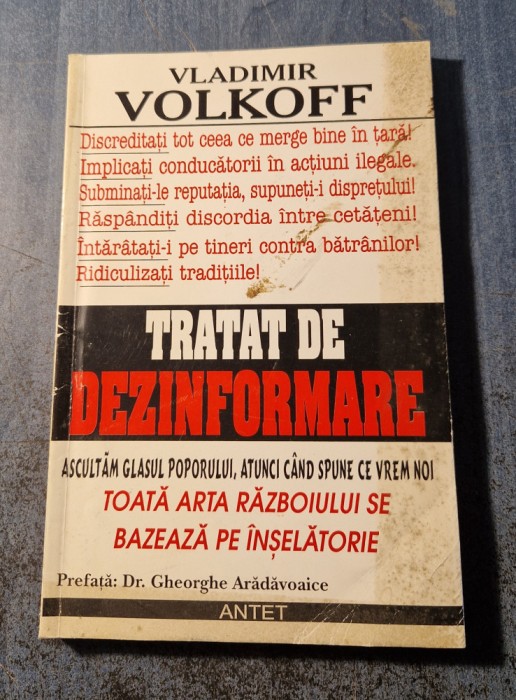 VLADIMIR
VOLKOFF
Discreditați tot ceea ce merge bine în țară!
Implicați conducătorii în acțiuni ilegale.
Subminați-le reputația, supuneți-i disprețului!
Răspândiți discordia între cetățeni!
Întărâtați-i pe tineri contra bătrânilor!
Ridiculizați tradițiile!
TRATAT DE
DEZINFORMARE
ASCULTĂM GLASUL POPORULUI, ATUNCI CÂND SPUNE CE VREM NOI
TOATĂ ARTA RĂZBOIULUI SE
BAZEAZĂ PE ÎNȘELĂTORIE
Prefață: Dr. Gheorghe Arădăvoaice
ANTET